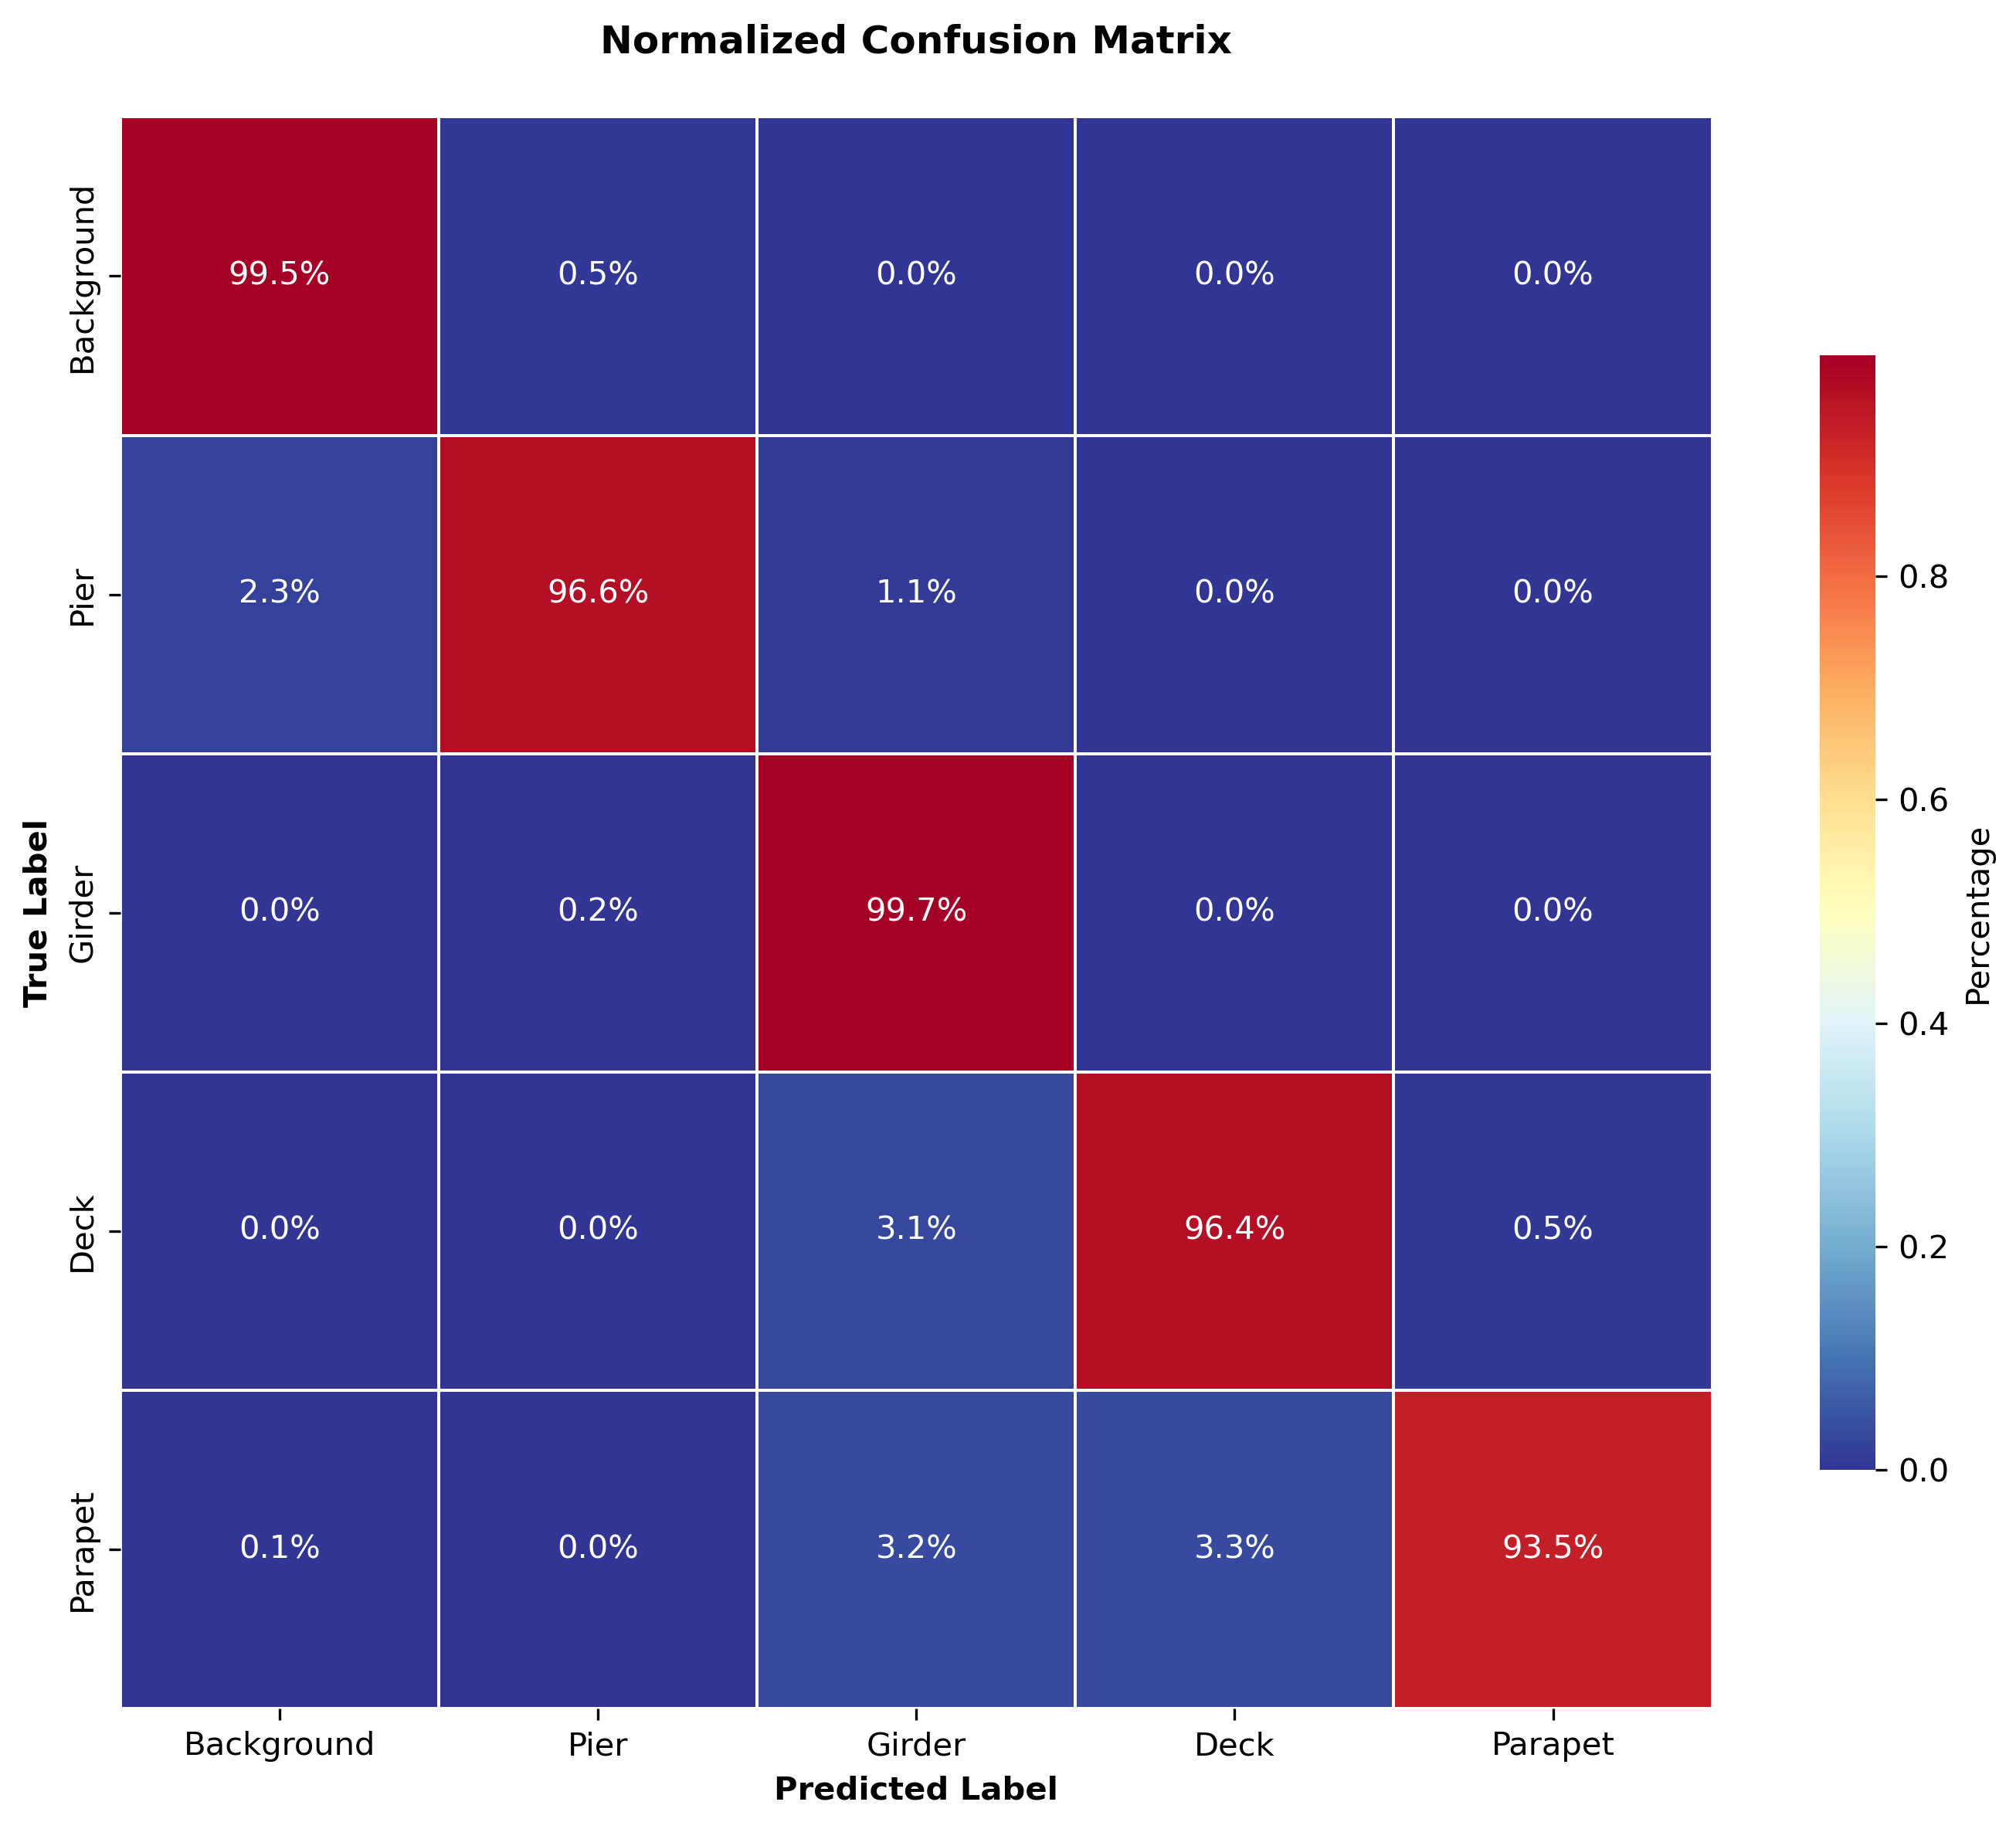 Normalized Confusion Matrix
Background
99.5%
0.5%
0.0%
0.0%
0.0%
Pier
2.3%
96.6%
1.1%
0.0%
0.0%
Girder
0.0%
0.2%
99.7%
0.0%
0.0%
Deck
0.0%
0.0%
3.1%
96.4%
0.5%
Parapet
0.1%
0.0%
3.2%
3.3%
93.5%
True Label
Background
Pier
Girder
Deck
Parapet
Predicted Label
0.8
0.6
0.4
0.2
0.0
Percentage